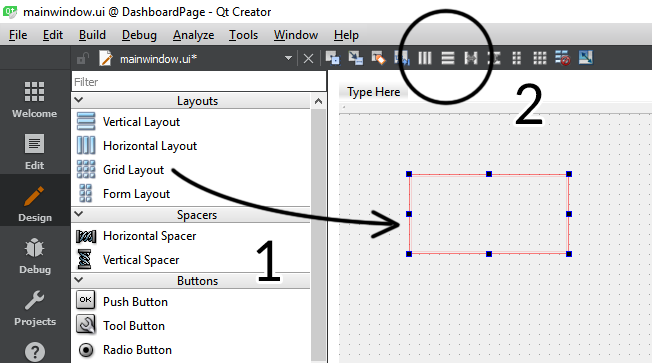 mainwindow.ui @ DashboardPage - Qt Creator
File Edit Build Debug Analyze Tools Window Help
mainwindow.ui*
Filter
Type Here
Layouts
Welcome
Vertical Layout
Horizontal Layout
Edit
Grid Layout
Form Layout
Design
Spacers
Horizontal Spacer
Vertical Spacer
Debug
Buttons
OK Push Button
Projects
Tool Button
Radio Button
1
2